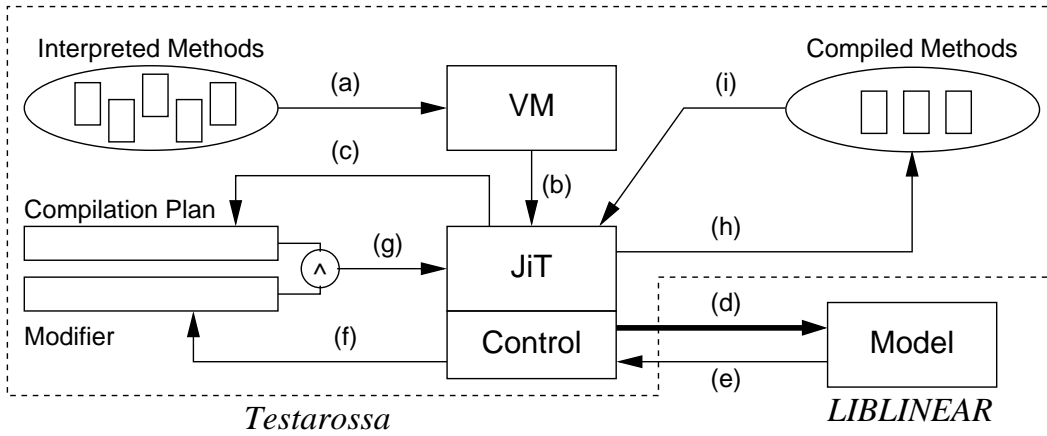 Interpreted Methods
Compiled Methods
(a)
VM
(i)
(c)
(b)
Compilation Plan
(g)
JiT
(h)
^
Modifier
(f)
Control
(d)
Model
(e)
Testarossa
LIBLINEAR